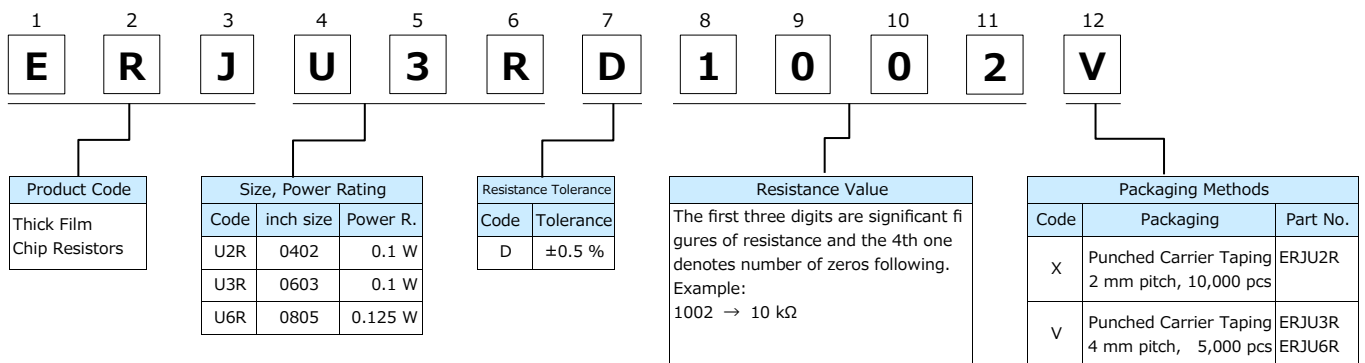 1 2 3 4 5 6 7 8 9 10 11 12
E R J U 3 R D 1 0 0 2 V
Product Code
Thick Film
Chip Resistors
Size, Power Rating
Code inch size Power R.
U2R 0402 0.1 W
U3R 0603 0.1 W
U6R 0805 0.125 W
Resistance Tolerance
Code Tolerance
D ±0.5 %
Resistance Value
The first three digits are significant fi
gures of resistance and the 4th one
denotes number of zeros following.
Example:
1002 → 10 kΩ
Packaging Methods
Code Packaging Part No.
X Punched Carrier Taping ERJU2R
2 mm pitch, 10,000 pcs
V Punched Carrier Taping ERJU3R
4 mm pitch, 5,000 pcs ERJU6R